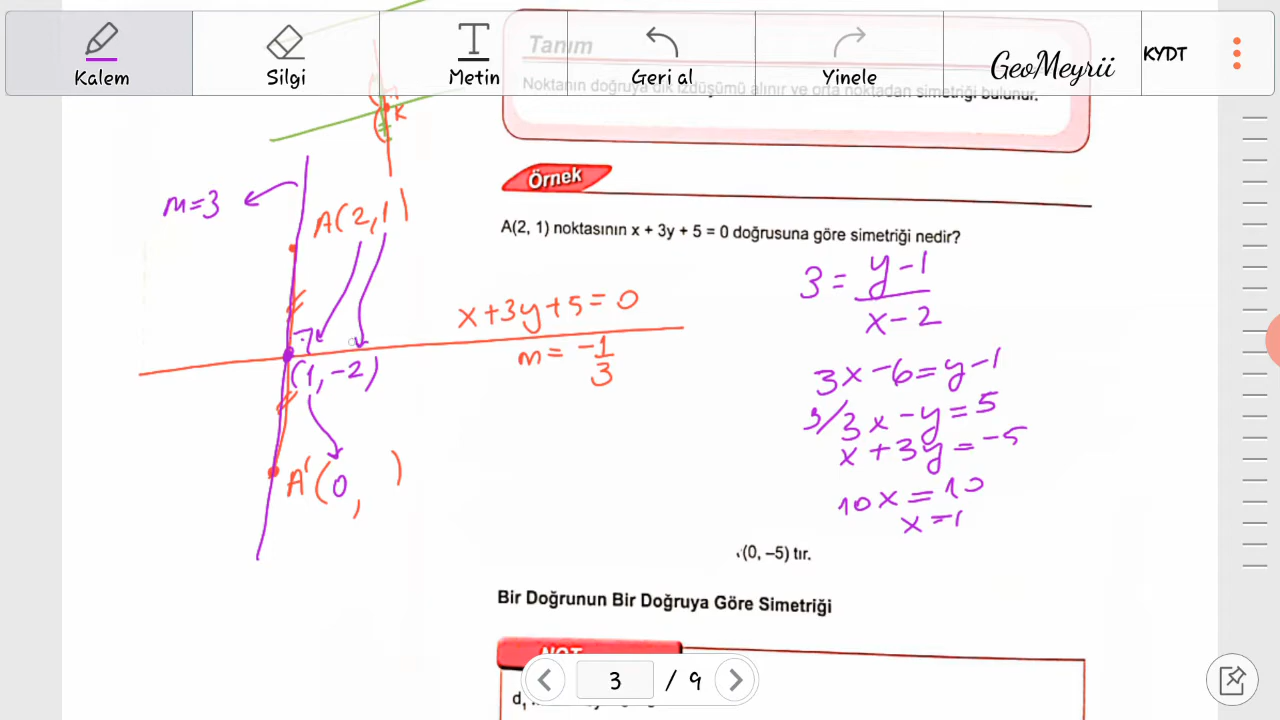 Kalem
Silgi
Metin
Geri al
Yinele
GeoMeyrii
KYDT
Tanım
Noktanın doğruya dik izdüşümü alınır ve orta noktadan simetriği bulunur.
K
Örnek
A(2, 1) noktasının x + 3y + 5 = 0 doğrusuna göre simetriği nedir?
m=3
A(2,1)
x+3y+5=0
m = -1/3
(1,-2)
A'(0, )
3 = y-1/x-2
3x-6=y-1
3/3x-y=5
x+3y=-5
10x=10
x=1
(0, –5) tır.
Bir Doğrunun Bir Doğruya Göre Simetriği
NOT
3 / 9